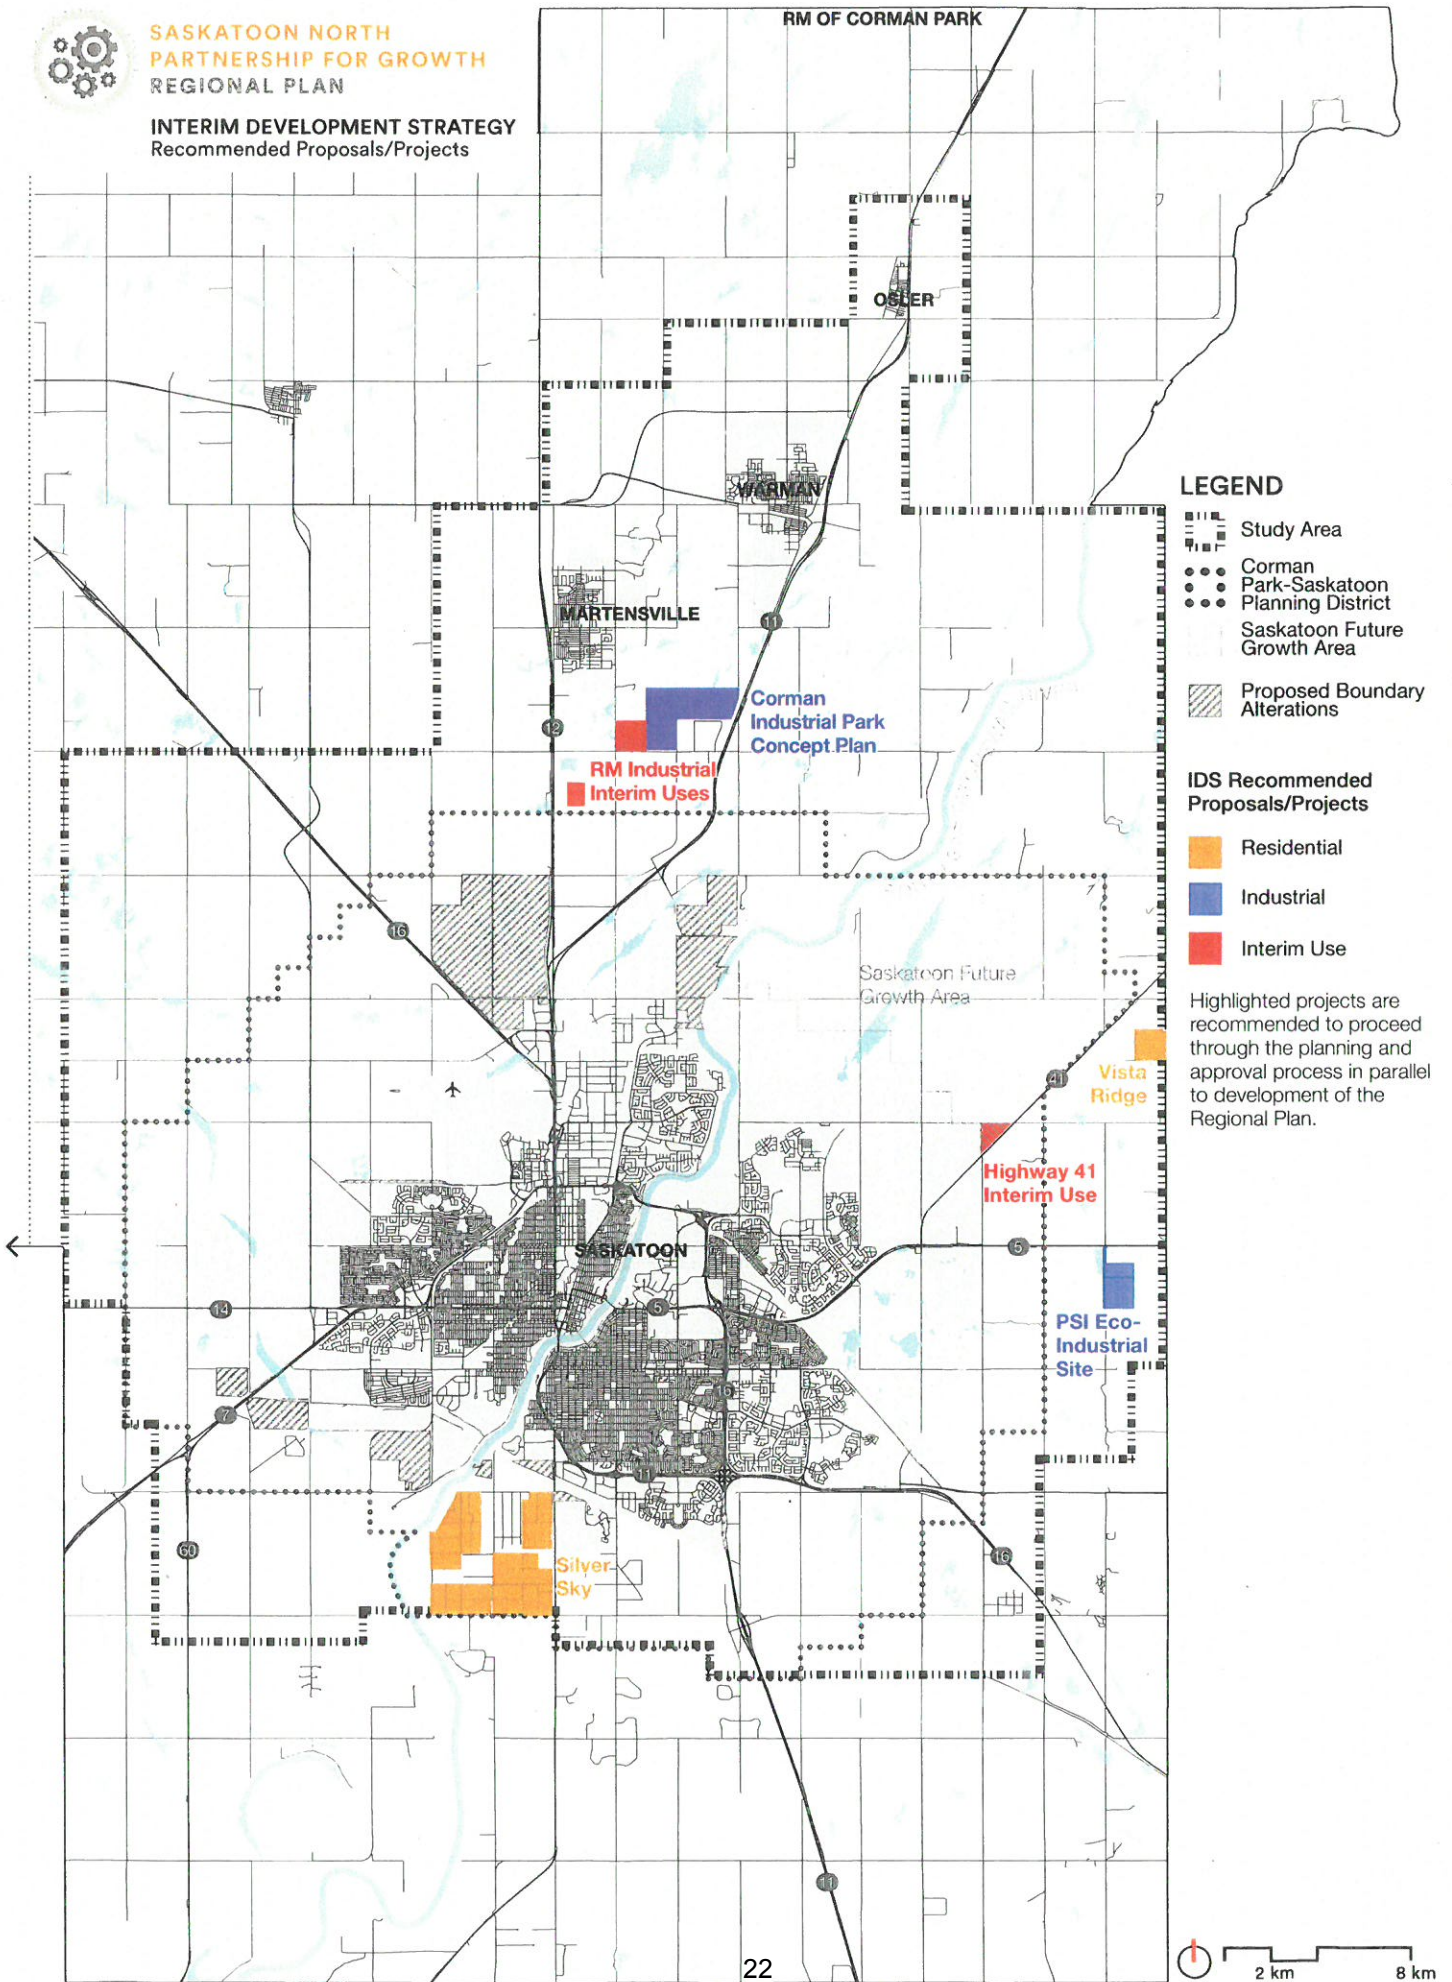 SASKATOON NORTH
PARTNERSHIP FOR GROWTH
REGIONAL PLAN
INTERIM DEVELOPMENT STRATEGY
Recommended Proposals/Projects
RM OF CORMAN PARK
OSLER
WARMAN
MARTENSVILLE
11
12
Corman
Industrial Park
Concept Plan
RM Industrial
Interim Uses
16
Saskatoon Future
Growth Area
41
Vista
Ridge
Highway 41
Interim Use
SASKATOON
5
14
5
PSI Eco-
Industrial
Site
16
7
11
60
16
Silver
Sky
11
LEGEND
Study Area
Corman
Park-Saskatoon
Planning District
Saskatoon Future
Growth Area
Proposed Boundary
Alterations
IDS Recommended
Proposals/Projects
Residential
Industrial
Interim Use
Highlighted projects are
recommended to proceed
through the planning and
approval process in parallel
to development of the
Regional Plan.
22
2 km
8 km